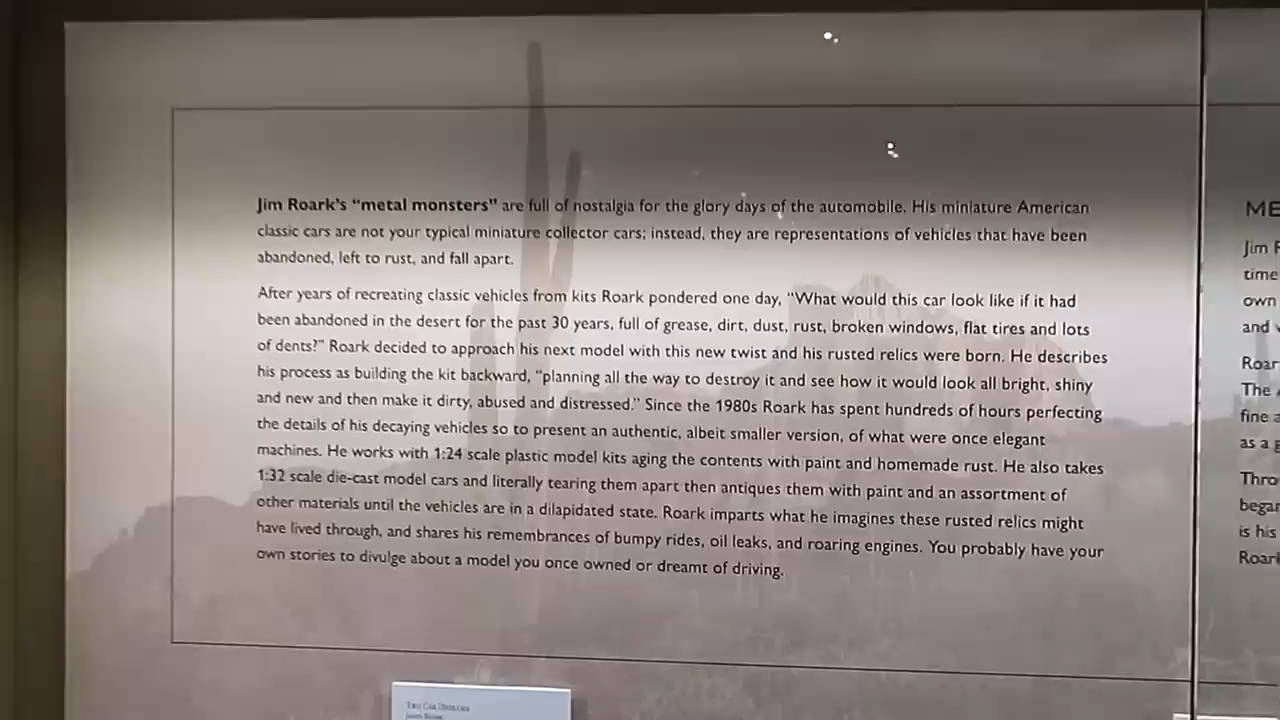 Jim Roark's “metal monsters” are full of nostalgia for the glory days of the automobile. His miniature American
classic cars are not your typical miniature collector cars; instead, they are representations of vehicles that have been
abandoned, left to rust, and fall apart.
After years of recreating classic vehicles from kits Roark pondered one day, “What would this car look like if it had
been abandoned in the desert for the past 30 years, full of grease, dirt, dust, rust, broken windows, flat tires and lots
of dents?” Roark decided to approach his next model with this new twist and his rusted relics were born. He describes
his process as building the kit backward, “planning all the way to destroy it and see how it would look all bright, shiny
and new and then make it dirty, abused and distressed.” Since the 1980s Roark has spent hundreds of hours perfecting
the details of his decaying vehicles so to present an authentic, albeit smaller version, of what were once elegant
machines. He works with 1:24 scale plastic model kits aging the contents with paint and homemade rust. He also takes
1:32 scale die-cast model cars and literally tearing them apart then antiques them with paint and an assortment of
other materials until the vehicles are in a dilapidated state. Roark imparts what he imagines these rusted relics might
have lived through, and shares his remembrances of bumpy rides, oil leaks, and roaring engines. You probably have your
own stories to divulge about a model you once owned or dreamt of driving.
ME
Jim
time
own
and
Roar
The
fine
as a
Thro
began
is his
Roark